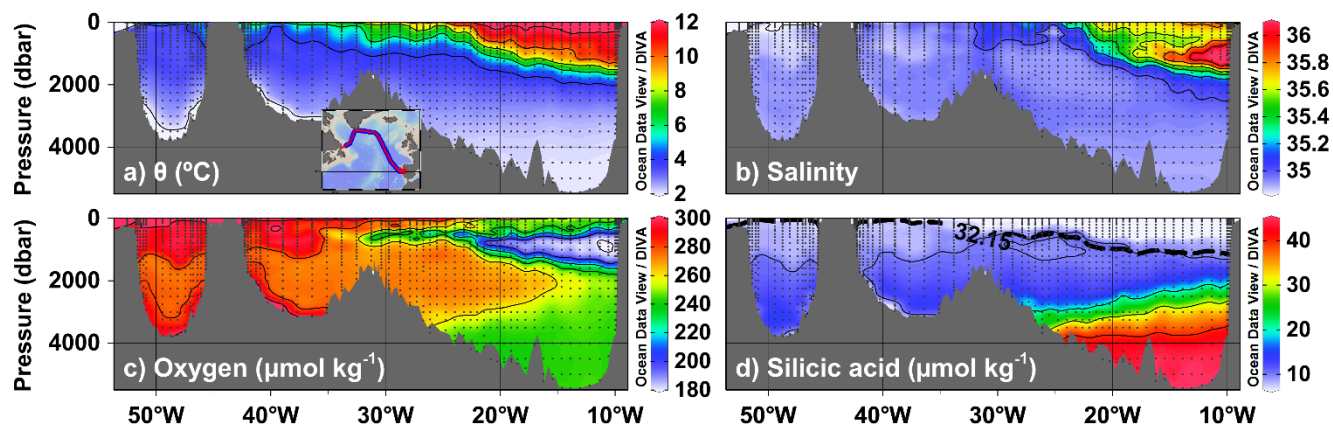 Pressure (dbar)
0
2000
4000
a) θ (ºC)
12
10
8
6
4
2
Ocean Data View / DIVA
b) Salinity
36
35.8
35.6
35.4
35.2
35
Ocean Data View / DIVA
Pressure (dbar)
0
2000
4000
c) Oxygen (µmol kg-1)
50°W
40°W
30°W
20°W
10°W
300
280
260
240
220
200
180
Ocean Data View / DIVA
32.15
d) Silicic acid (µmol kg-1)
50°W
40°W
30°W
20°W
10°W
40
30
20
10
Ocean Data View / DIVA